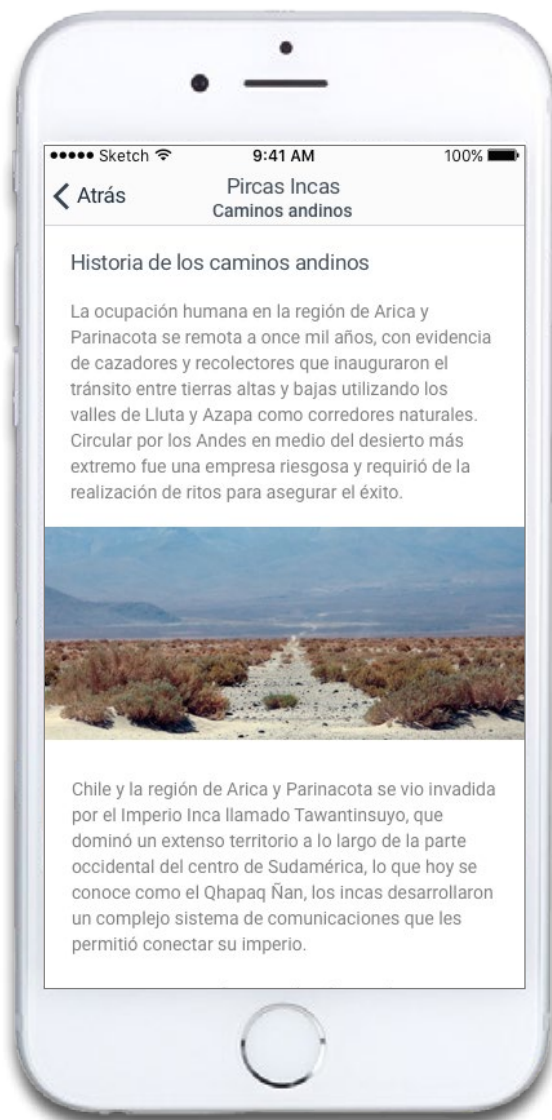 Sketch 9:41 AM 100%
Atrás Pircas Incas
Caminos andinos
Historia de los caminos andinos
La ocupación humana en la región de Arica y
Parinacota se remota a once mil años, con evidencia
de cazadores y recolectores que inauguraron el
tránsito entre tierras altas y bajas utilizando los
valles de Lluta y Azapa como corredores naturales.
Circular por los Andes en medio del desierto más
extremo fue una empresa riesgosa y requirió de la
realización de ritos para asegurar el éxito.
Chile y la región de Arica y Parinacota se vio invadida
por el Imperio Inca llamado Tawantinsuyo, que
dominó un extenso territorio a lo largo de la parte
occidental del centro de Sudamérica, lo que hoy se
conoce como el Qhapaq Ñan, los incas desarrollaron
un complejo sistema de comunicaciones que les
permitió conectar su imperio.